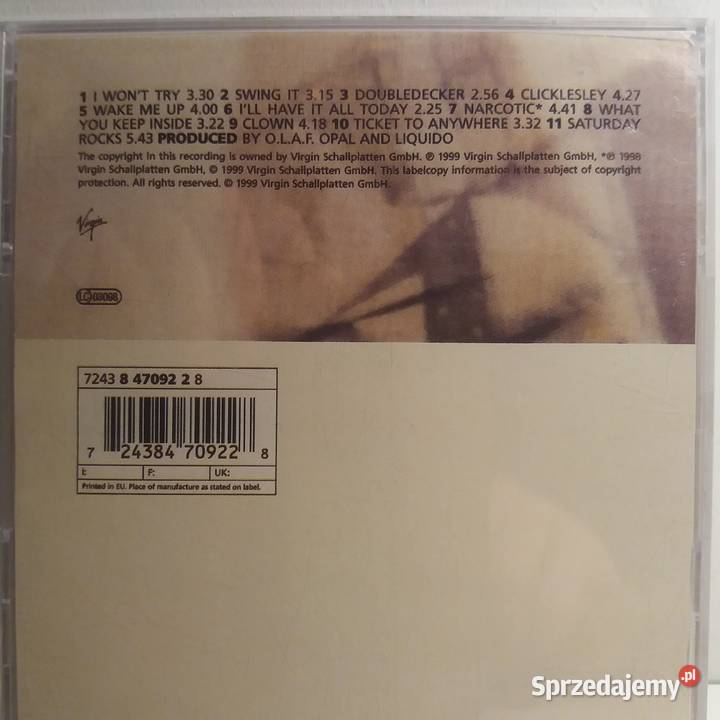 1 I WON'T TRY 3.30 2 SWING IT 3.15 3 DOUBLEDECKER 2.56 4 CLICKLESLEY 4.27
5 WAKE ME UP 4.00 6 I'LL HAVE IT ALL TODAY 2.25 7 NARCOTIC* 4.41 8 WHAT
YOU KEEP INSIDE 3.22 9 CLOWN 4.18 10 TICKET TO ANYWHERE 3.32 11 SATURDAY
ROCKS 5.43 PRODUCED BY O.L.A.F. OPAL AND LIQUIDO
The copyright in this recording is owned by Virgin Schallplatten GmbH. ℗ 1999 Virgin Schallplatten GmbH, *℗ 1998
Virgin Schallplatten GmbH, © 1999 Virgin Schallplatten GmbH. This labelcopy information is the subject of copyright
protection. All rights reserved. © 1999 Virgin Schallplatten GmbH.
Virgin
LC 03098
7243 8 47092 2 8
7 24384 70922 8
I: F: UK:
Printed in EU. Place of manufacture as stated on label.
Sprzedajemy.pl